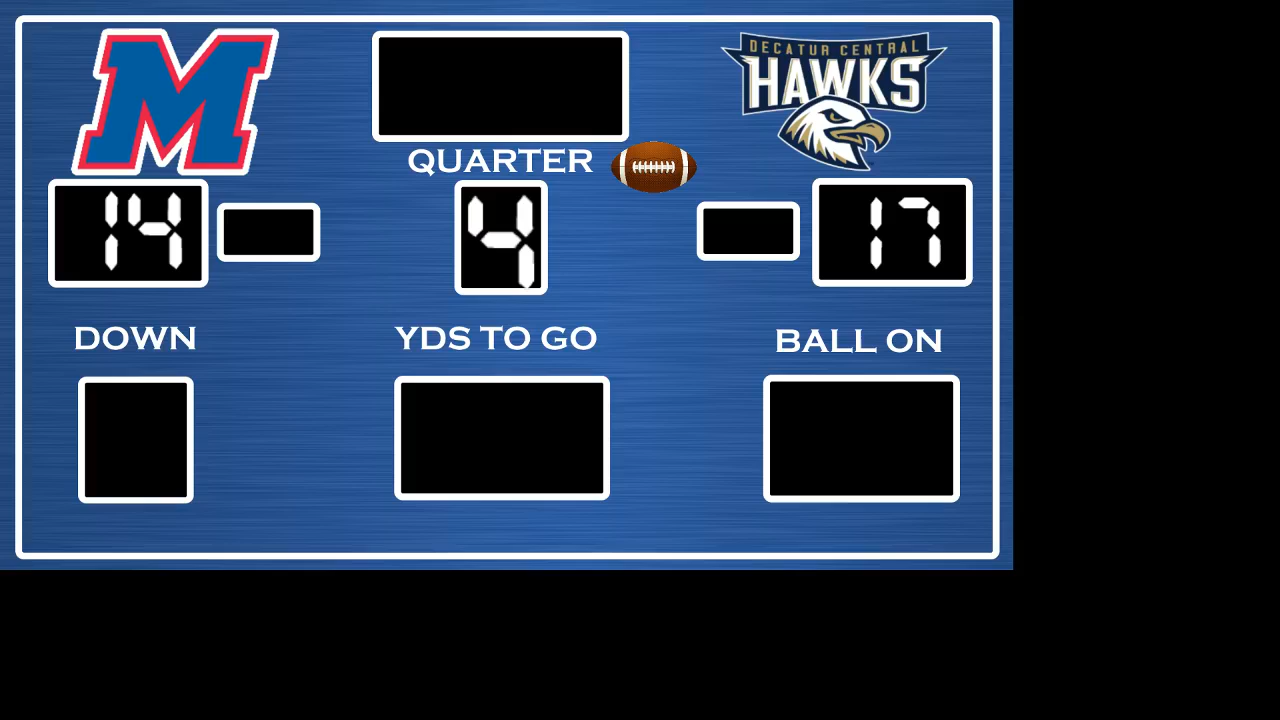 M
DECATUR CENTRAL
HAWKS
QUARTER
14
4
17
DOWN
YDS TO GO
BALL ON